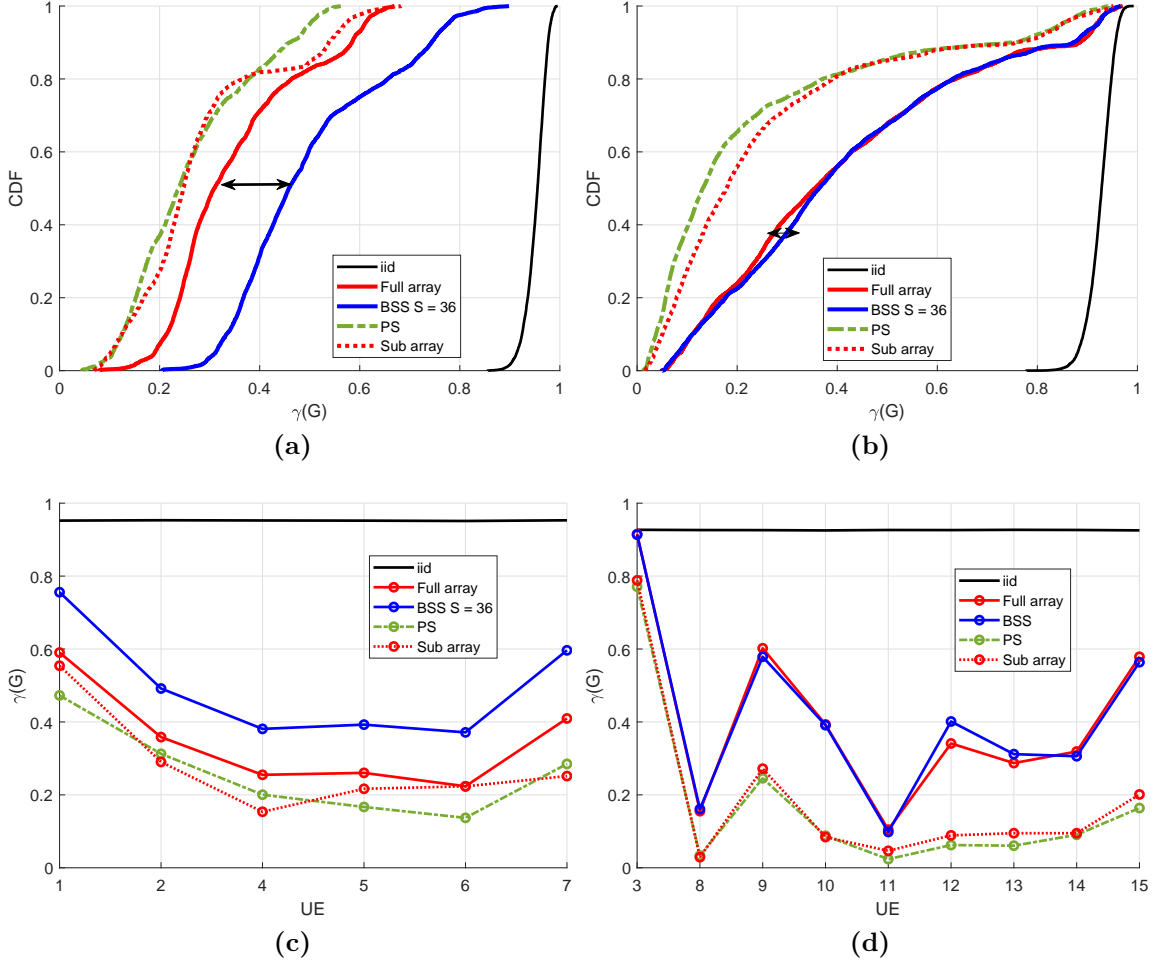 1
0.8
0.6
0.4
0.2
0
CDF
0 0.2 0.4 0.6 0.8 1
γ(G)
iid
Full array
BSS S = 36
PS
Sub array
(a)
1
0.8
0.6
0.4
0.2
0
CDF
0 0.2 0.4 0.6 0.8 1
γ(G)
iid
Full array
BSS S = 36
PS
Sub array
(b)
1
0.8
0.6
0.4
0.2
0
γ(G)
1 2 4 5 6 7
UE
iid
Full array
BSS S = 36
PS
Sub array
(c)
1
0.8
0.6
0.4
0.2
0
γ(G)
3 8 9 10 11 12 13 14 15
UE
iid
Full array
BSS
PS
Sub array
(d)